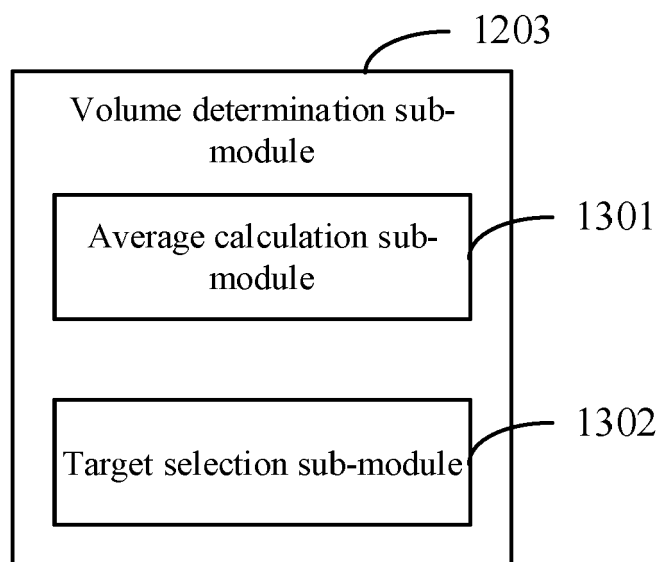 1203
Volume determination sub-
module
Average calculation sub-
module
1301
Target selection sub-module
1302